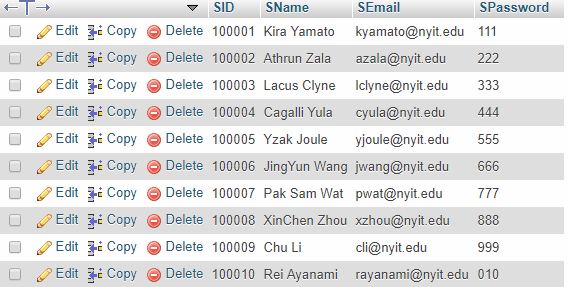 SID SName SEmail SPassword
Edit Copy Delete 100001 Kira Yamato kyamato@nyit.edu 111
Edit Copy Delete 100002 Athrun Zala azala@nyit.edu 222
Edit Copy Delete 100003 Lacus Clyne lclyne@nyit.edu 333
Edit Copy Delete 100004 Cagalli Yula cyula@nyit.edu 444
Edit Copy Delete 100005 Yzak Joule yjoule@nyit.edu 555
Edit Copy Delete 100006 JingYun Wang jwang@nyit.edu 666
Edit Copy Delete 100007 Pak Sam Wat pwat@nyit.edu 777
Edit Copy Delete 100008 XinChen Zhou xzhou@nyit.edu 888
Edit Copy Delete 100009 Chu Li cli@nyit.edu 999
Edit Copy Delete 100010 Rei Ayanami rayanami@nyit.edu 010